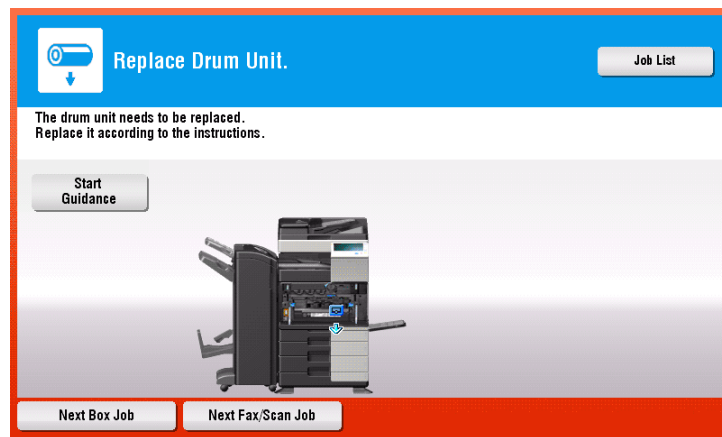 Replace Drum Unit.
Job List
The drum unit needs to be replaced.
Replace it according to the instructions.
Start
Guidance
Next Box Job
Next Fax/Scan Job